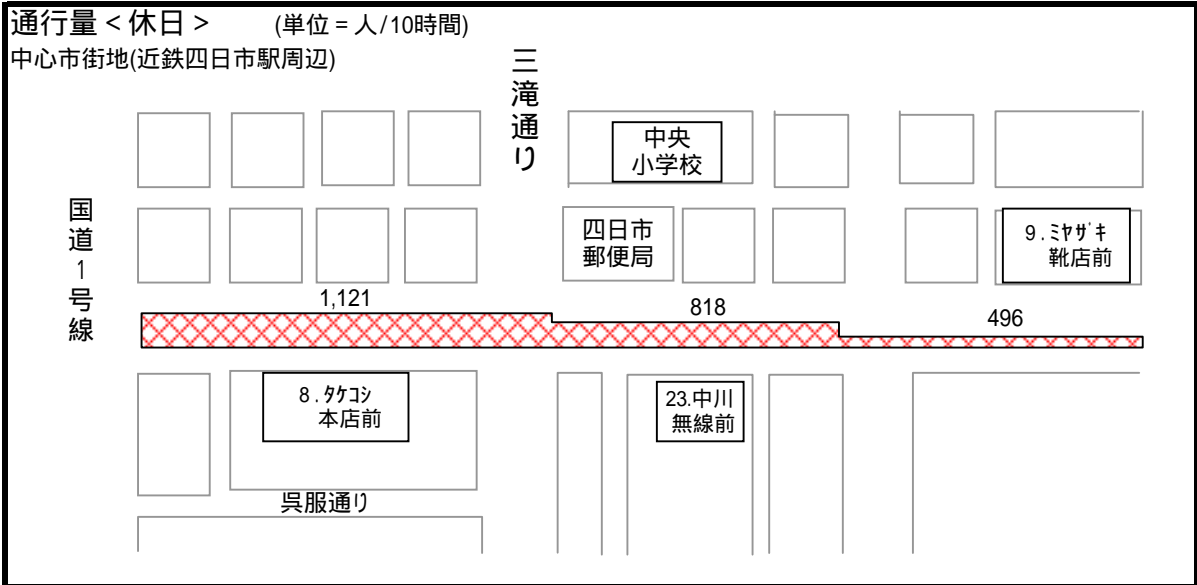 通行量＜休日＞ (単位＝人/10時間)
中心市街地(近鉄四日市駅周辺)
三滝通り
中央
小学校
国道1号線
四日市
郵便局
9.ﾐﾔｻﾞｷ
靴店前
1,121
818
496
8.ﾀｹｺｼ
本店前
23.中川
無線前
呉服通り